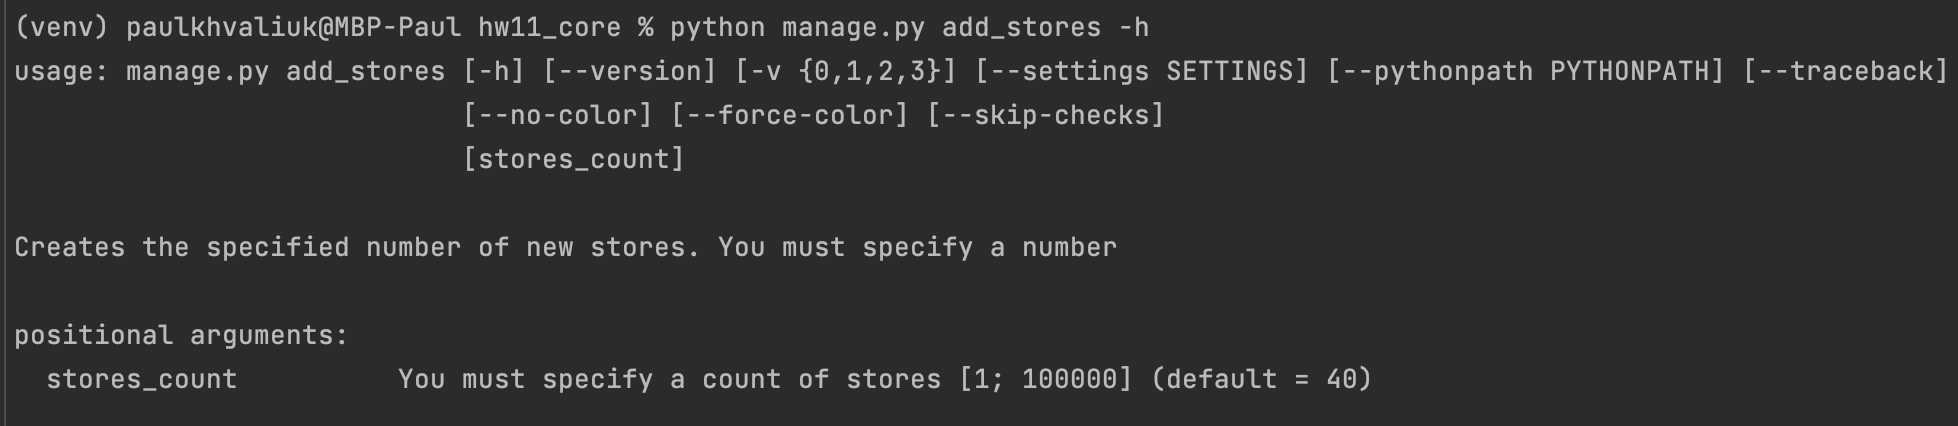 (venv) paulkhvaliuk@MBP-Paul hw11_core % python manage.py add_stores -h
usage: manage.py add_stores [-h] [--version] [-v {0,1,2,3}] [--settings SETTINGS] [--pythonpath PYTHONPATH] [--traceback]
[--no-color] [--force-color] [--skip-checks]
[stores_count]
Creates the specified number of new stores. You must specify a number
positional arguments:
stores_count You must specify a count of stores [1; 100000] (default = 40)